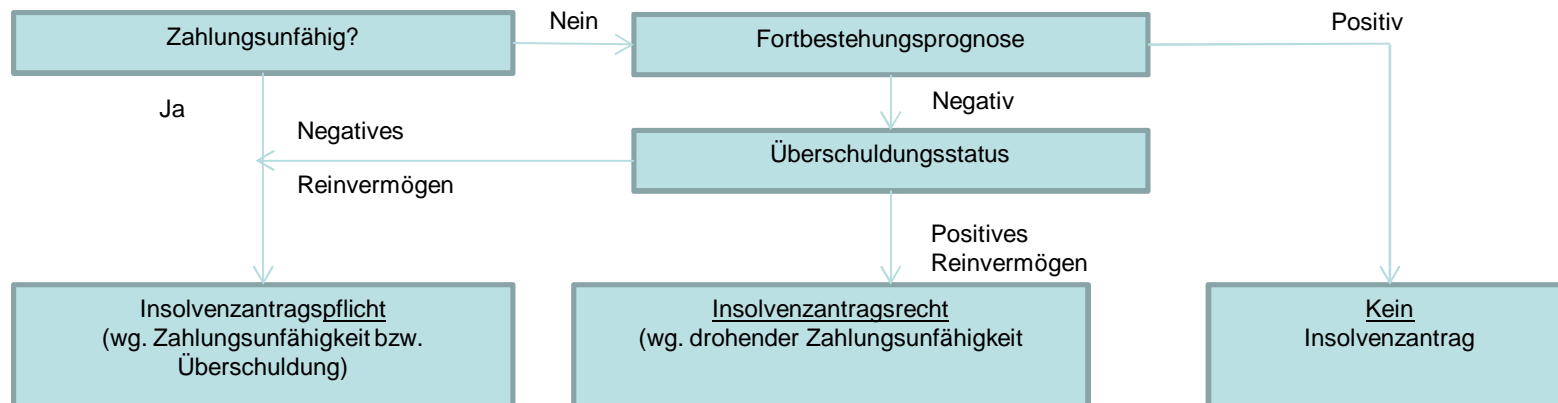 Zahlungsunfähig?
Nein
Fortbestehungsprognose
Positiv
Ja
Negativ
Negatives
Reinvermögen
Überschuldungsstatus
Positives
Reinvermögen
Insolvenzantragspflicht
(wg. Zahlungsunfähigkeit bzw.
Überschuldung)
Insolvenzantragsrecht
(wg. drohender Zahlungsunfähigkeit
Kein
Insolvenzantrag